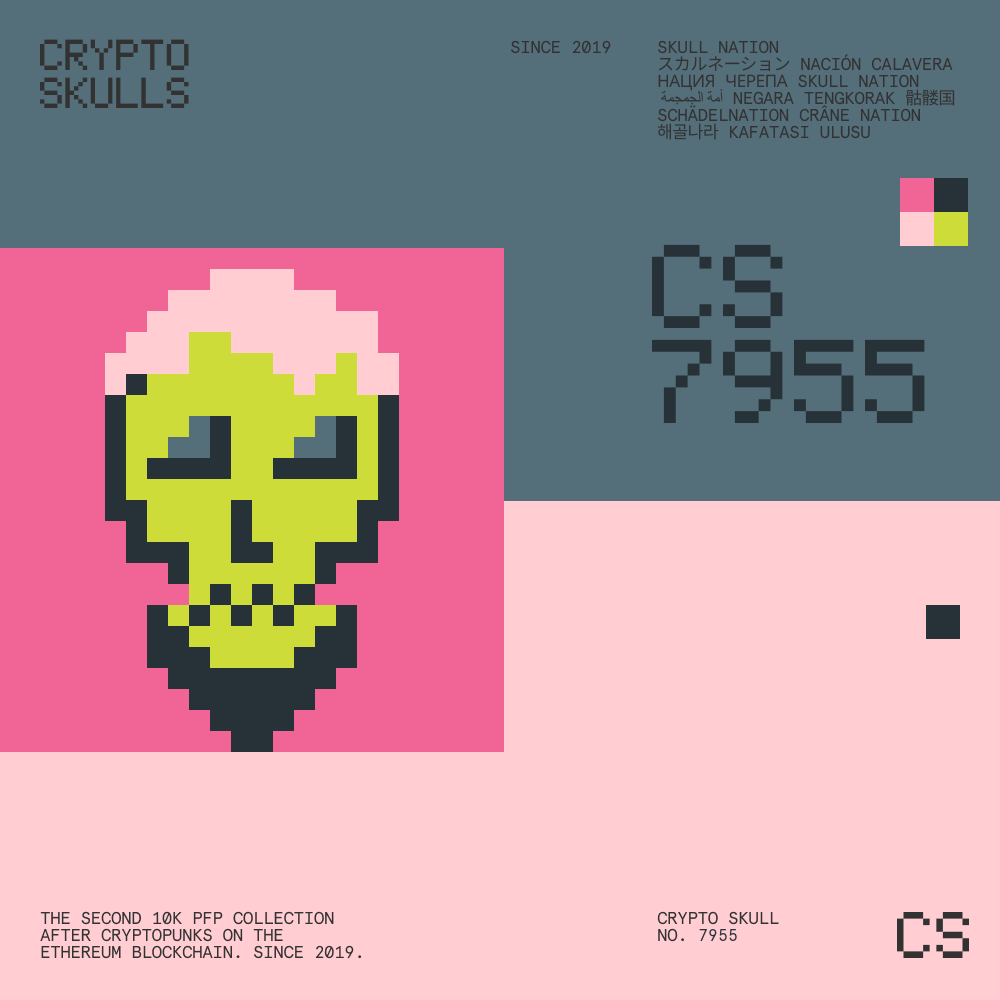 CRYPTO
SKULLS
SINCE 2019
SKULL NATION
スカルネーション NACIÓN CALAVERA
НАЦИЯ ЧЕРЕПА SKULL NATION
أمة الجمجمة NEGARA TENGKORAK 骷髅国
SCHÄDELNATION CRÂNE NATION
해골나라 KAFATASI ULUSU
CS
7955
THE SECOND 10K PFP COLLECTION
AFTER CRYPTOPUNKS ON THE
ETHEREUM BLOCKCHAIN. SINCE 2019.
CRYPTO SKULL
NO. 7955
CS